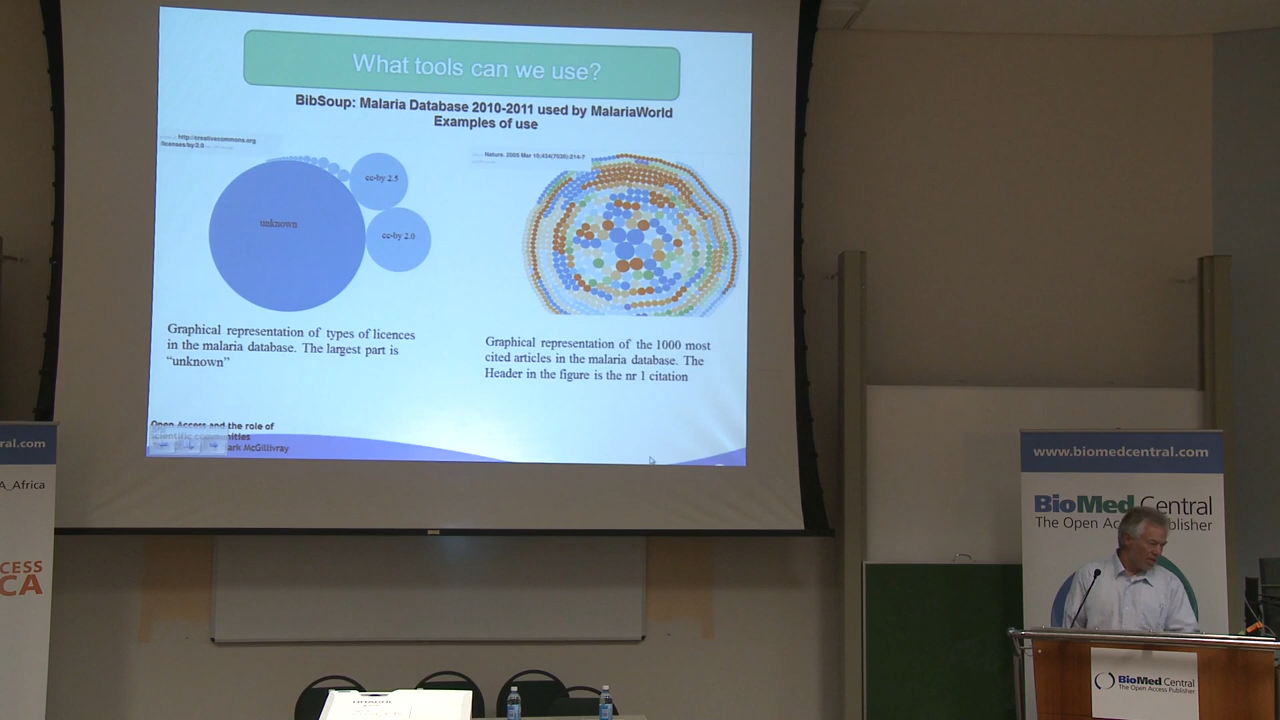 What tools can we use?
BibSoup: Malaria Database 2010-2011 used by MalariaWorld
Examples of use
http://creativecommons.org
/licenses/by/2.0
unknown
cc-by 2.5
cc-by 2.0
Graphical representation of types of licences
in the malaria database. The largest part is
“unknown”
Nature. 2005 Mar 10;434(7030):214-7
Graphical representation of the 1000 most
cited articles in the malaria database. The
Header in the figure is the nr 1 citation
Open Access and the role of
scientific communities
ark McGillivray
ral.com
A_Africa
CESS
CA
www.biomedcentral.com
BioMed Central
The Open Access Publisher
BioMed Central
The Open Access Publisher
HITACHI